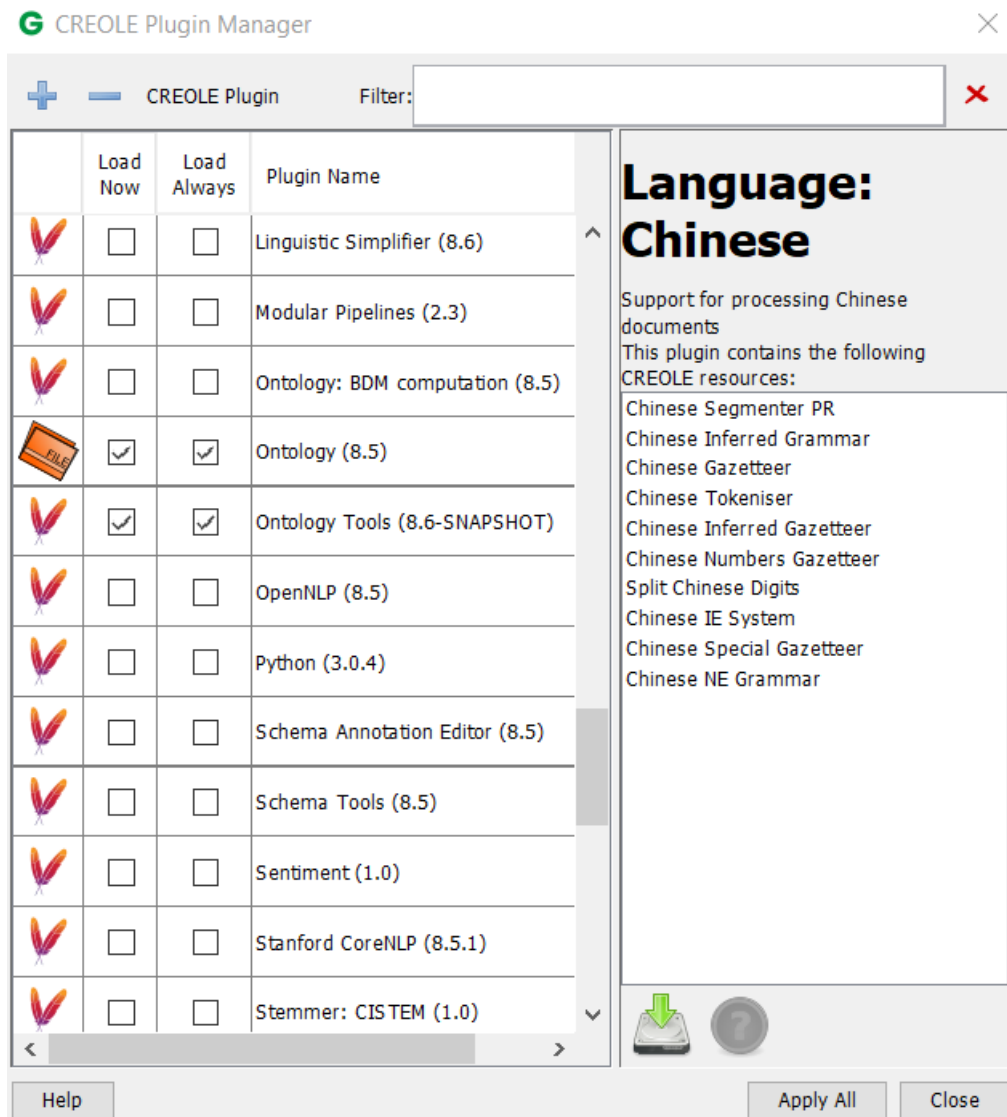 G CREOLE Plugin Manager
CREOLE Plugin Filter:
Load Now
Load Always
Plugin Name
Linguistic Simplifier (8.6)
Modular Pipelines (2.3)
Ontology: BDM computation (8.5)
FILE
Ontology (8.5)
Ontology Tools (8.6-SNAPSHOT)
OpenNLP (8.5)
Python (3.0.4)
Schema Annotation Editor (8.5)
Schema Tools (8.5)
Sentiment (1.0)
Stanford CoreNLP (8.5.1)
Stemmer: CISTEM (1.0)
Language:
Chinese
Support for processing Chinese
documents
This plugin contains the following
CREOLE resources:
Chinese Segmenter PR
Chinese Inferred Grammar
Chinese Gazetteer
Chinese Tokeniser
Chinese Inferred Gazetteer
Chinese Numbers Gazetteer
Split Chinese Digits
Chinese IE System
Chinese Special Gazetteer
Chinese NE Grammar
?
Help
Apply All
Close